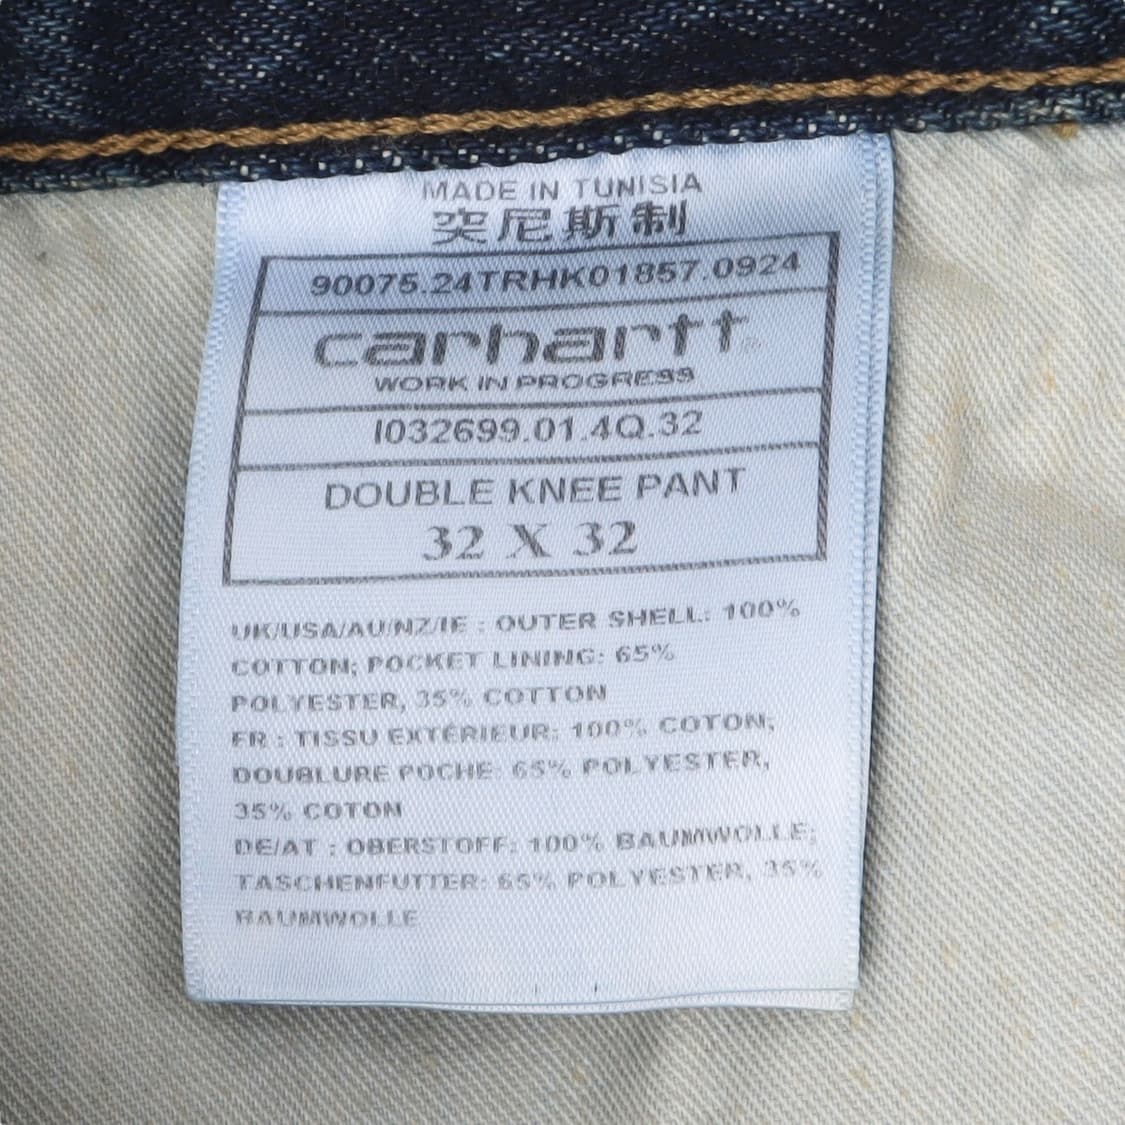 MADE IN TUNISIA
突尼斯制
90075.24TRHK01857.0924
carhartt®
WORK IN PROGRESS
I032699.01.4Q.32
DOUBLE KNEE PANT
32 X 32
UK/USA/AU/NZ/IE : OUTER SHELL: 100%
COTTON; POCKET LINING: 65%
POLYESTER, 35% COTTON
FR : TISSU EXTÉRIEUR: 100% COTON;
DOUBLURE POCHE: 65% POLYESTER,
35% COTON
DE/AT : OBERSTOFF: 100% BAUMWOLLE;
TASCHENFUTTER: 65% POLYESTER, 35%
BAUMWOLLE